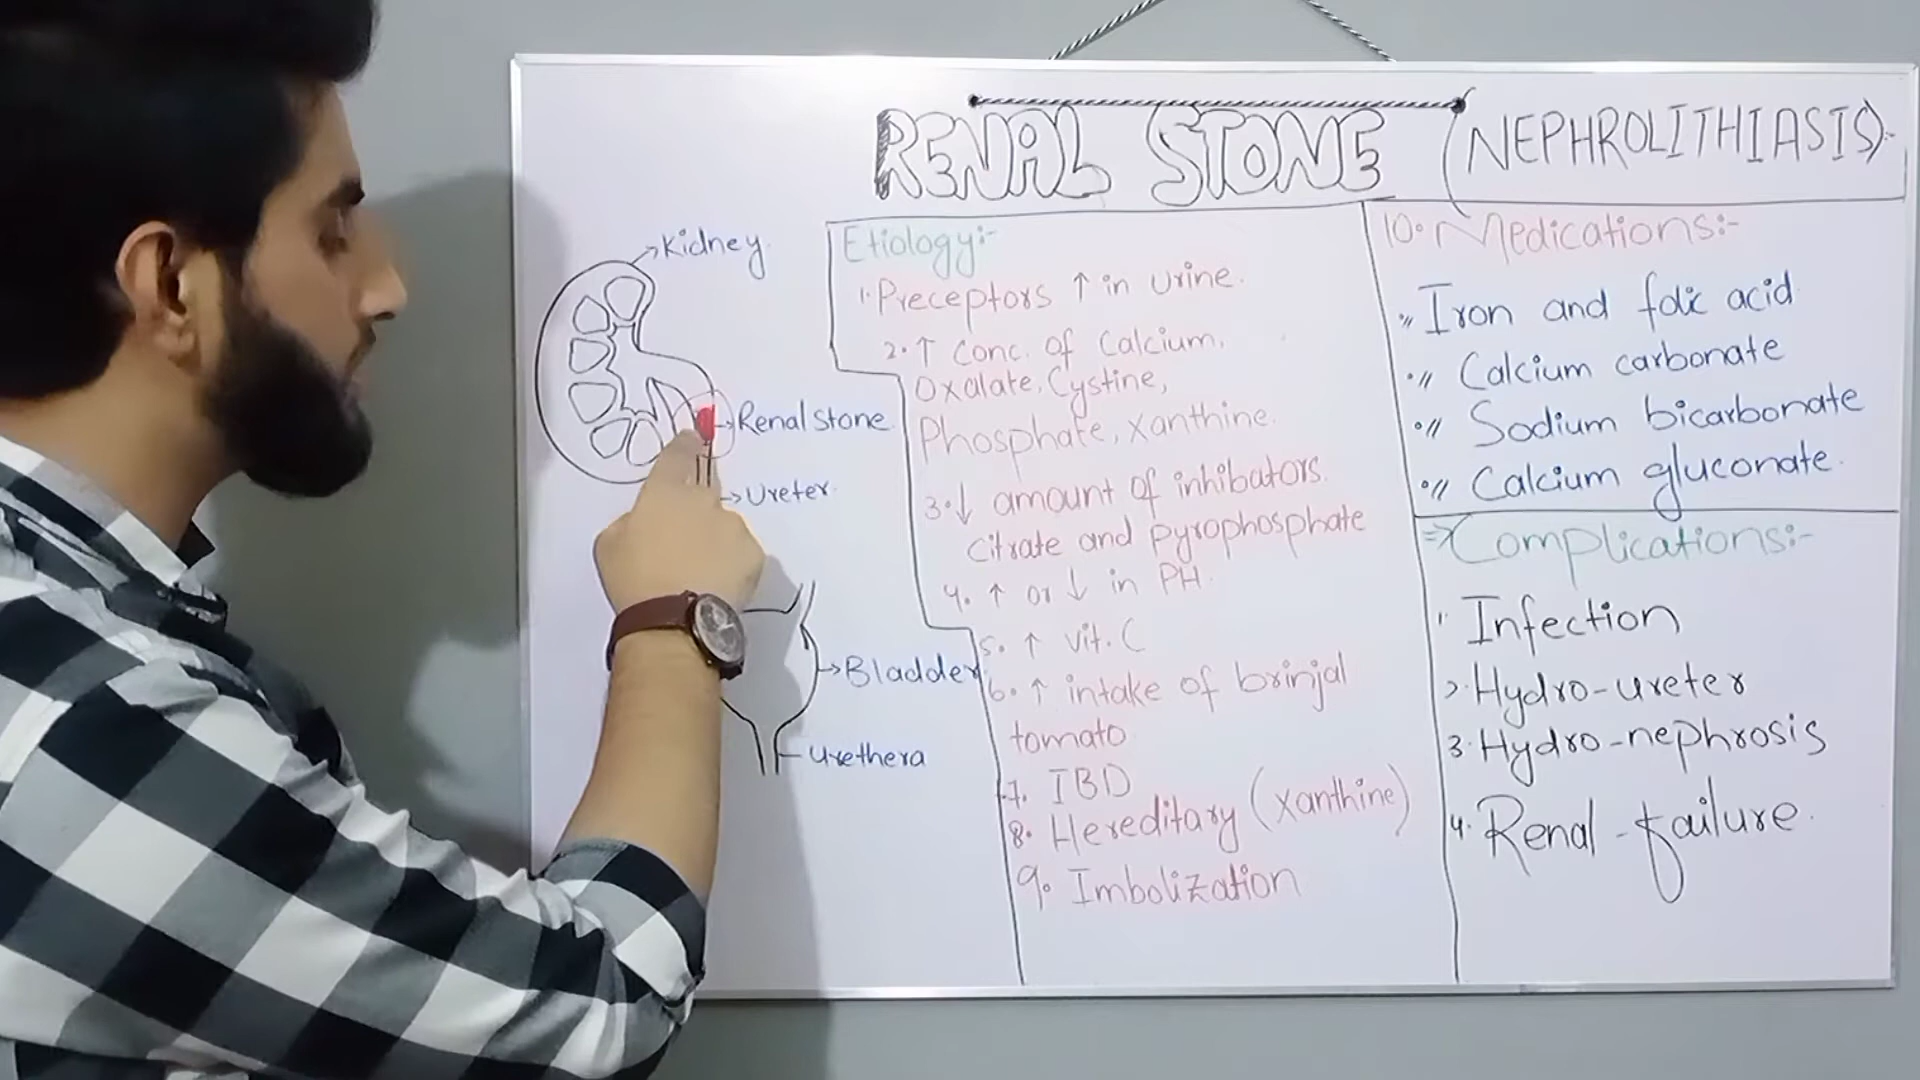 RENAL STONE (NEPHROLITHIASIS):-
Kidney
Renal stone
Ureter
Bladder
Urethera
Etiology:-
1. Preceptors ↑ in urine.
2. ↑ Conc. of Calcium,
Oxalate, Cystine,
Phosphate, Xanthine.
3. ↓ amount of inhibators
Citrate and pyrophosphate
4. ↑ or ↓ in PH.
5. ↑ vit. C
6. ↑ intake of brinjal
tomato
7. IBD
8. Hereditary (Xanthine)
9. Imbolization
10. Medications:-
Iron and folic acid
Calcium carbonate
Sodium bicarbonate
Calcium gluconate.
⇒ Complications:-
1. Infection
2. Hydro-ureter
3. Hydro-nephrosis
4. Renal-failure.